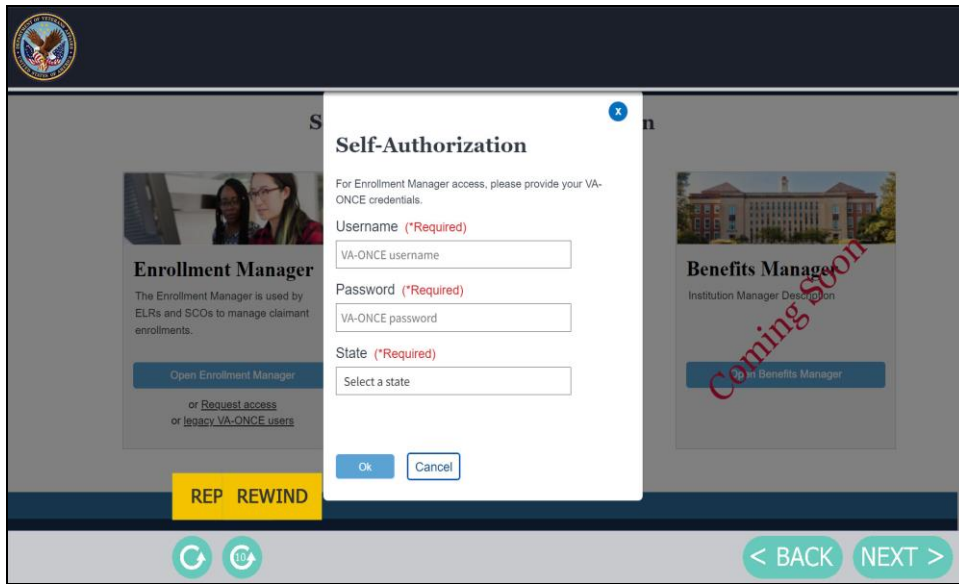 S
n
x
Self-Authorization
For Enrollment Manager access, please provide your VA-
ONCE credentials.
Username (*Required)
VA-ONCE username
Password (*Required)
VA-ONCE password
State (*Required)
Select a state
Ok
Cancel
Enrollment Manager
The Enrollment Manager is used by
ELRs and SCOs to manage claimant
enrollments.
Open Enrollment Manager
or Request access
or legacy VA-ONCE users
Benefits Manager
Institution Manager Description
Coming Soon
Open Benefits Manager
REP REWIND
10
< BACK
NEXT >